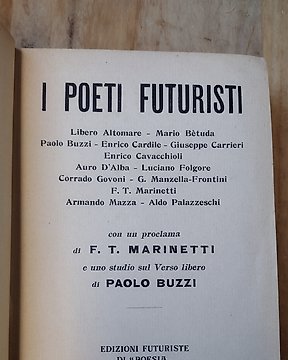 I POETI FUTURISTI
Libero Altomare - Mario Bètuda
Paolo Buzzi - Enrico Cardile - Giuseppe Carrieri
Enrico Cavacchioli
Auro D'Alba - Luciano Folgore
Corrado Govoni - G. Manzella-Frontini
F. T. Marinetti
Armando Mazza - Aldo Palazzeschi
con un proclama
di F. T. MARINETTI
e uno studio sul Verso libero
di PAOLO BUZZI
EDIZIONI FUTURISTE
DI "POESIA"